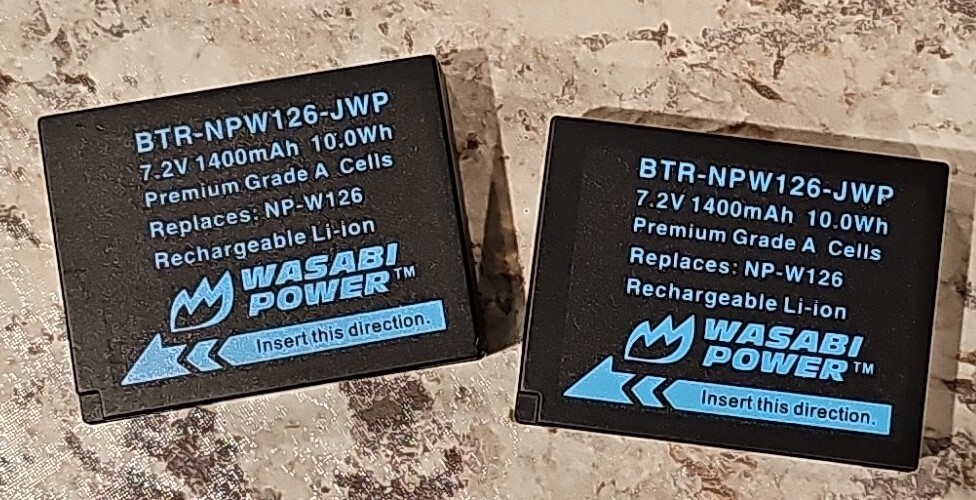 BTR-NPW126-JWP
7.2V 1400mAh 10.0Wh
Premium Grade A Cells
Replaces: NP-W126
Rechargeable Li-ion
WASABI
POWER™
Insert this direction.
BTR-NPW126-JWP
7.2V 1400mAh 10.0Wh
Premium Grade A Cells
Replaces: NP-W126
Rechargeable Li-ion
WASABI
POWER™
Insert this direction.